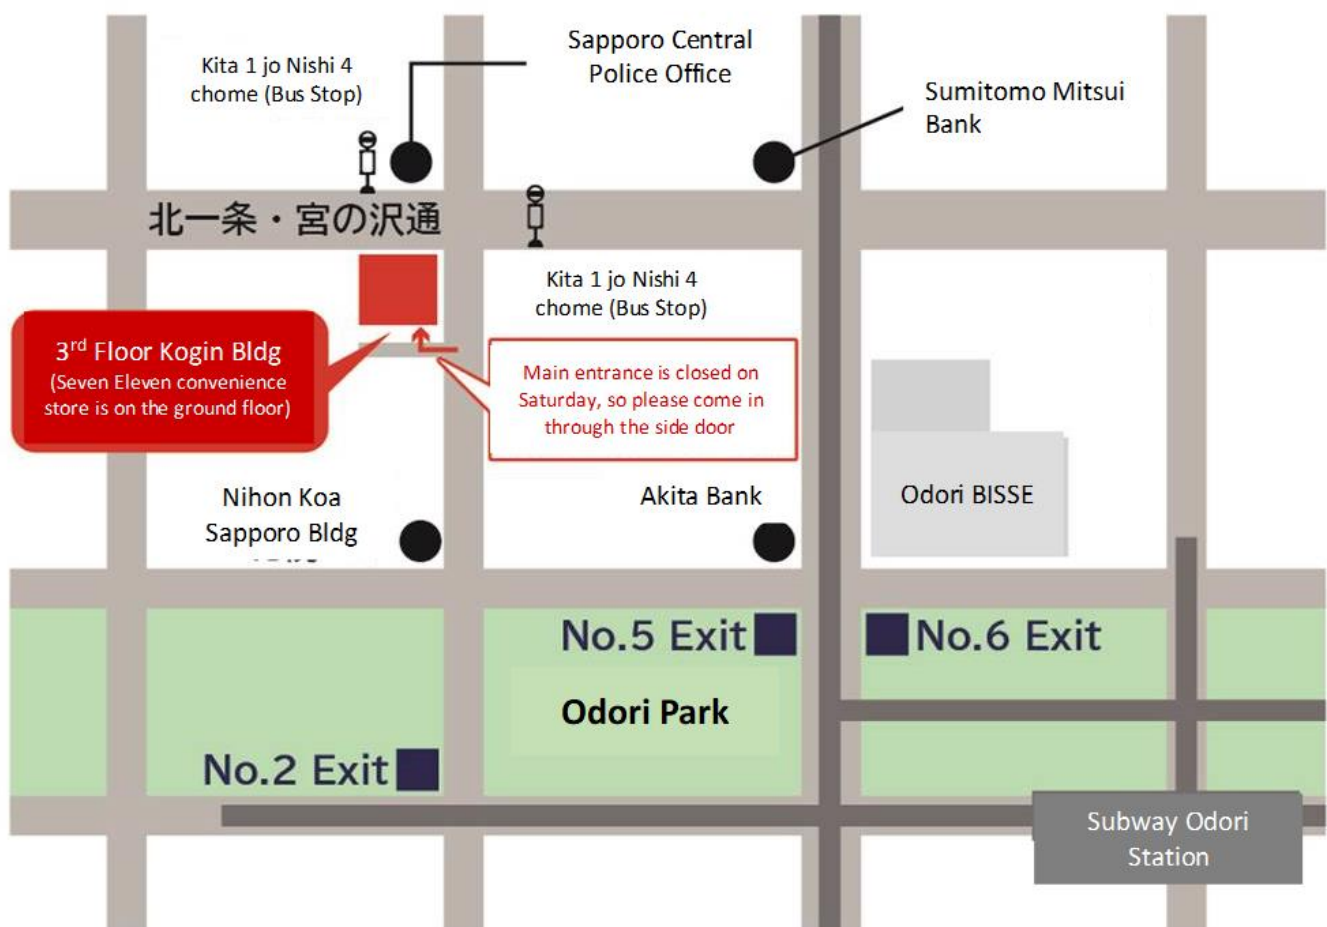 Sapporo Central
Police Office
Kita 1 jo Nishi 4
chome (Bus Stop)
Sumitomo Mitsui
Bank
北一条・宮の沢通
Kita 1 jo Nishi 4
chome (Bus Stop)
3rd Floor Kogin Bldg
(Seven Eleven convenience
store is on the ground floor)
Main entrance is closed on
Saturday, so please come in
through the side door
Nihon Koa
Sapporo Bldg
Akita Bank
Odori BISSE
No.5 Exit
No.6 Exit
Odori Park
No.2 Exit
Subway Odori
Station